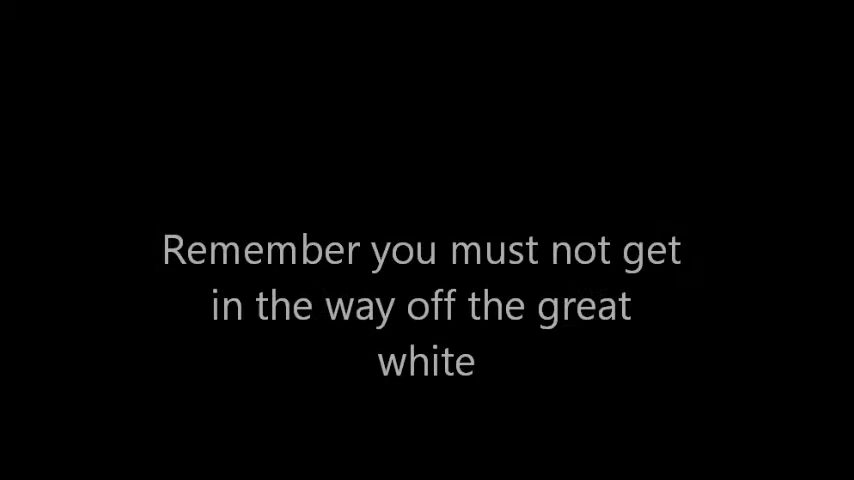 Remember you must not get
in the way off the great
white